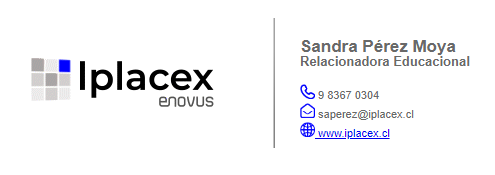 Iplacex
enovus
Sandra Pérez Moya
Relacionadora Educacional
9 8367 0304
saperez@iplacex.cl
www.iplacex.cl